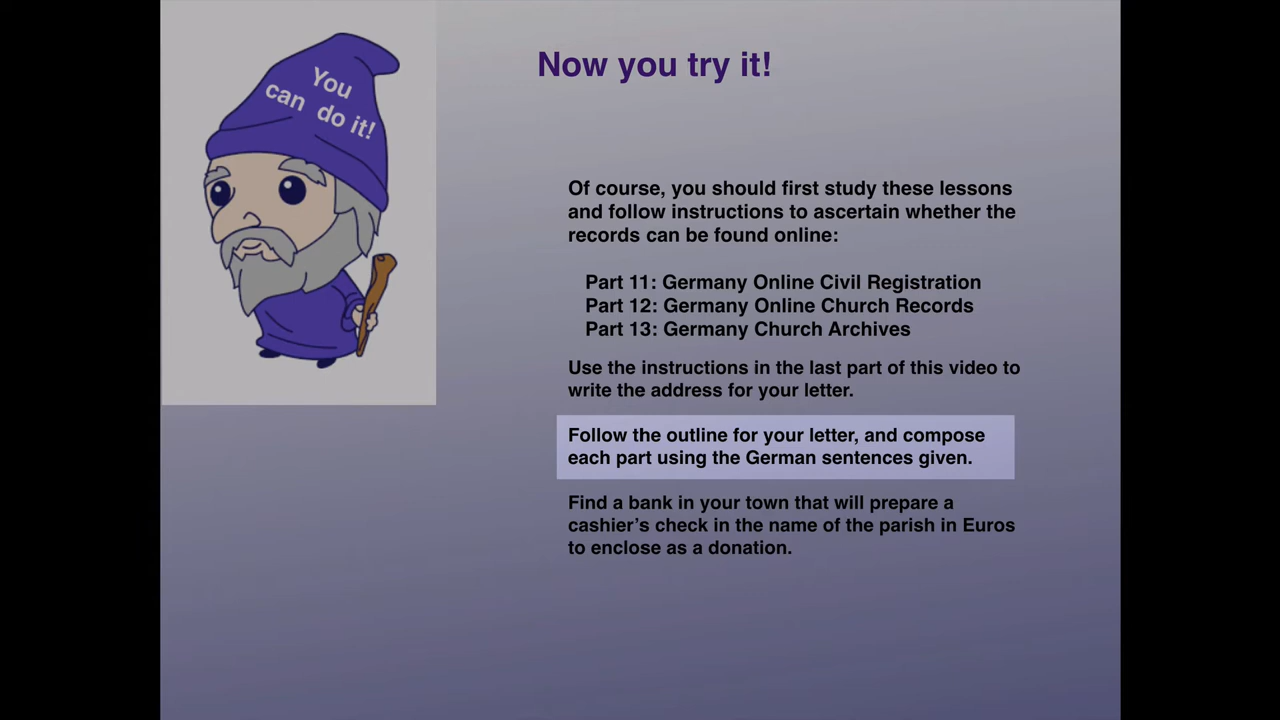 You
can do it!
Now you try it!
Of course, you should first study these lessons
and follow instructions to ascertain whether the
records can be found online:
Part 11: Germany Online Civil Registration
Part 12: Germany Online Church Records
Part 13: Germany Church Archives
Use the instructions in the last part of this video to
write the address for your letter.
Follow the outline for your letter, and compose
each part using the German sentences given.
Find a bank in your town that will prepare a
cashier’s check in the name of the parish in Euros
to enclose as a donation.